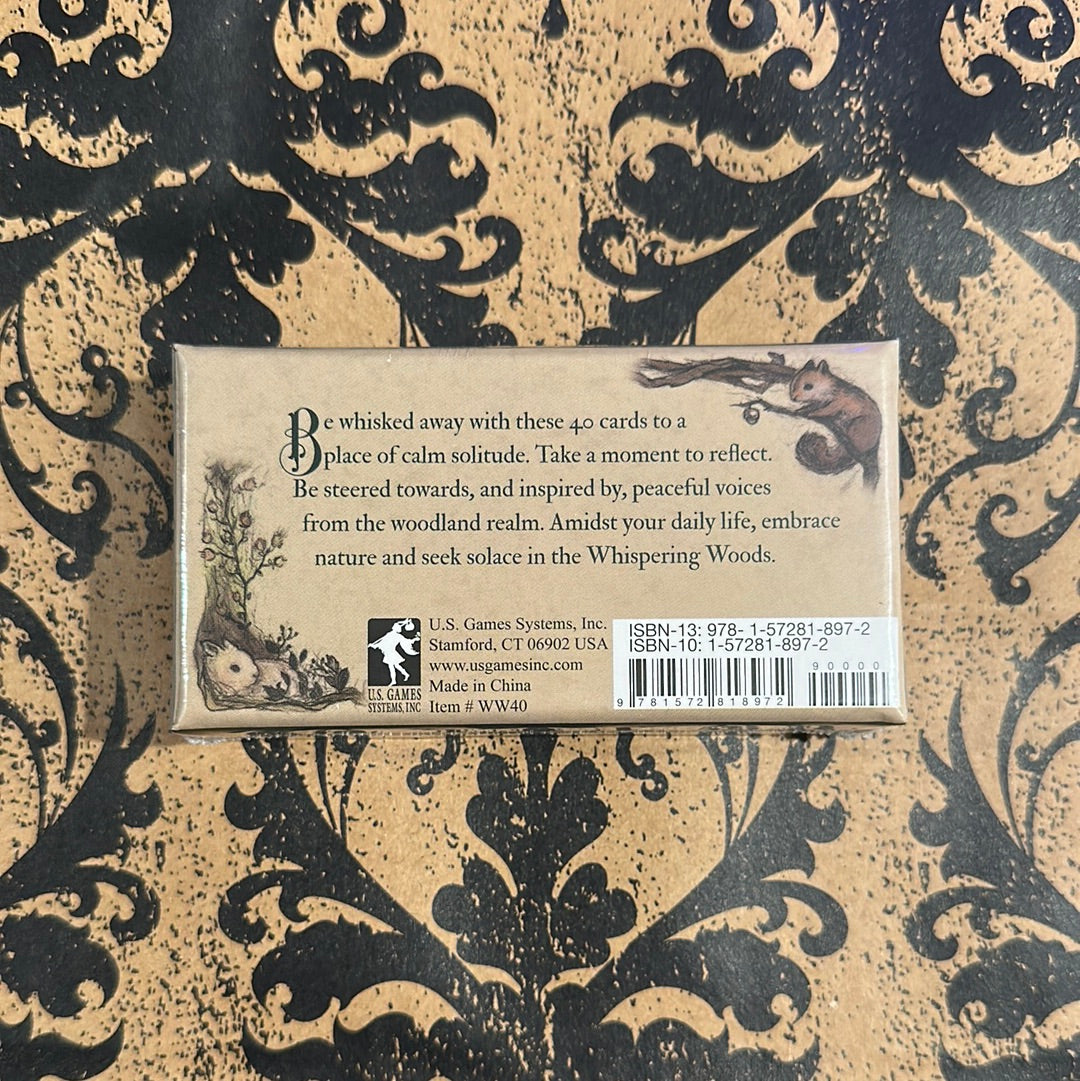 Be whisked away with these 40 cards to a
place of calm solitude. Take a moment to reflect.
Be steered towards, and inspired by, peaceful voices
from the woodland realm. Amidst your daily life, embrace
nature and seek solace in the Whispering Woods.
U.S. GAMES
SYSTEMS, INC
U.S. Games Systems, Inc.
Stamford, CT 06902 USA
www.usgamesinc.com
Made in China
Item # WW40
ISBN-13: 978- 1-57281-897-2
ISBN-10: 1-57281-897-2
90000
9 781572 818972